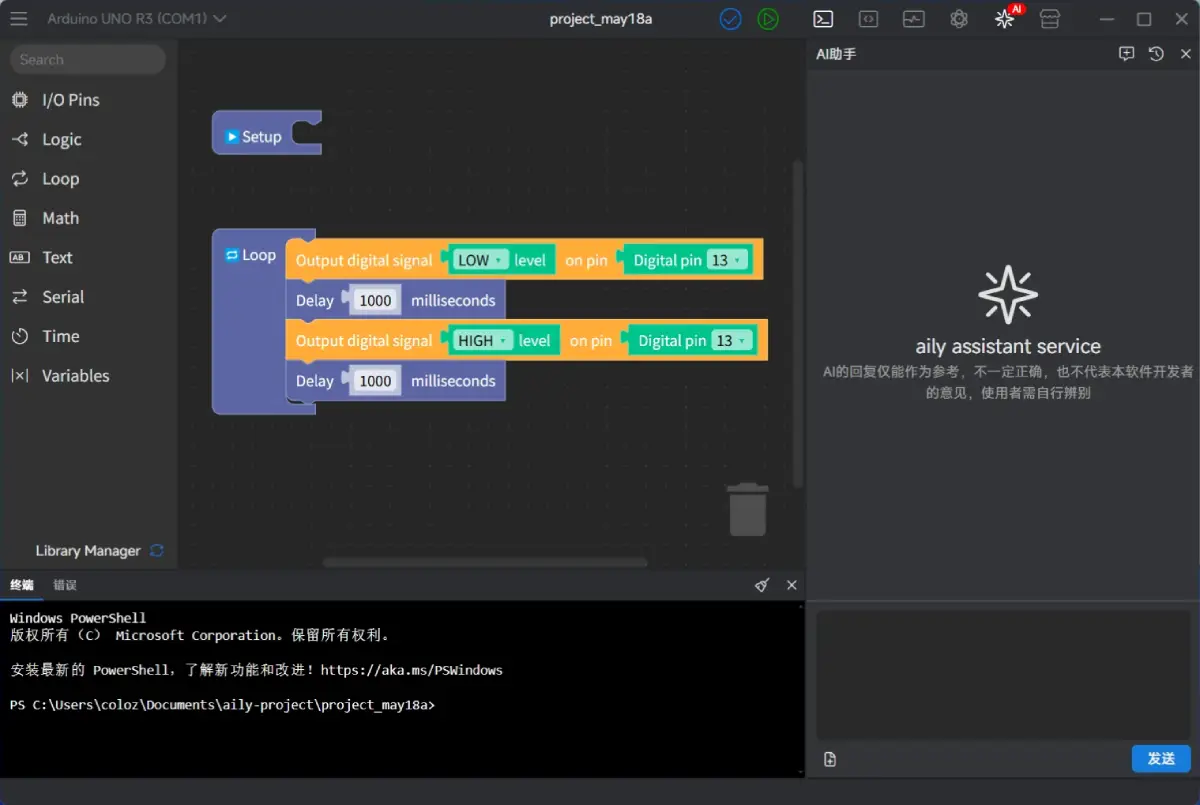 Arduino UNO R3 (COM1)
project_may18a
AI
Search
I/O Pins
Logic
Loop
Math
AB Text
Serial
Time
Variables
Library Manager
Setup
Loop
Output digital signal LOW level on pin Digital pin 13
Delay 1000 milliseconds
Output digital signal HIGH level on pin Digital pin 13
Delay 1000 milliseconds
AI助手
aily assistant service
AI的回复仅能作为参考，不一定正确，也不代表本软件开发者
的意见，使用者需自行辨别
发送
终端 错误
Windows PowerShell
版权所有（C） Microsoft Corporation。保留所有权利。
安装最新的 PowerShell，了解新功能和改进！https://aka.ms/PSWindows
PS C:\Users\coloz\Documents\aily-project\project_may18a>